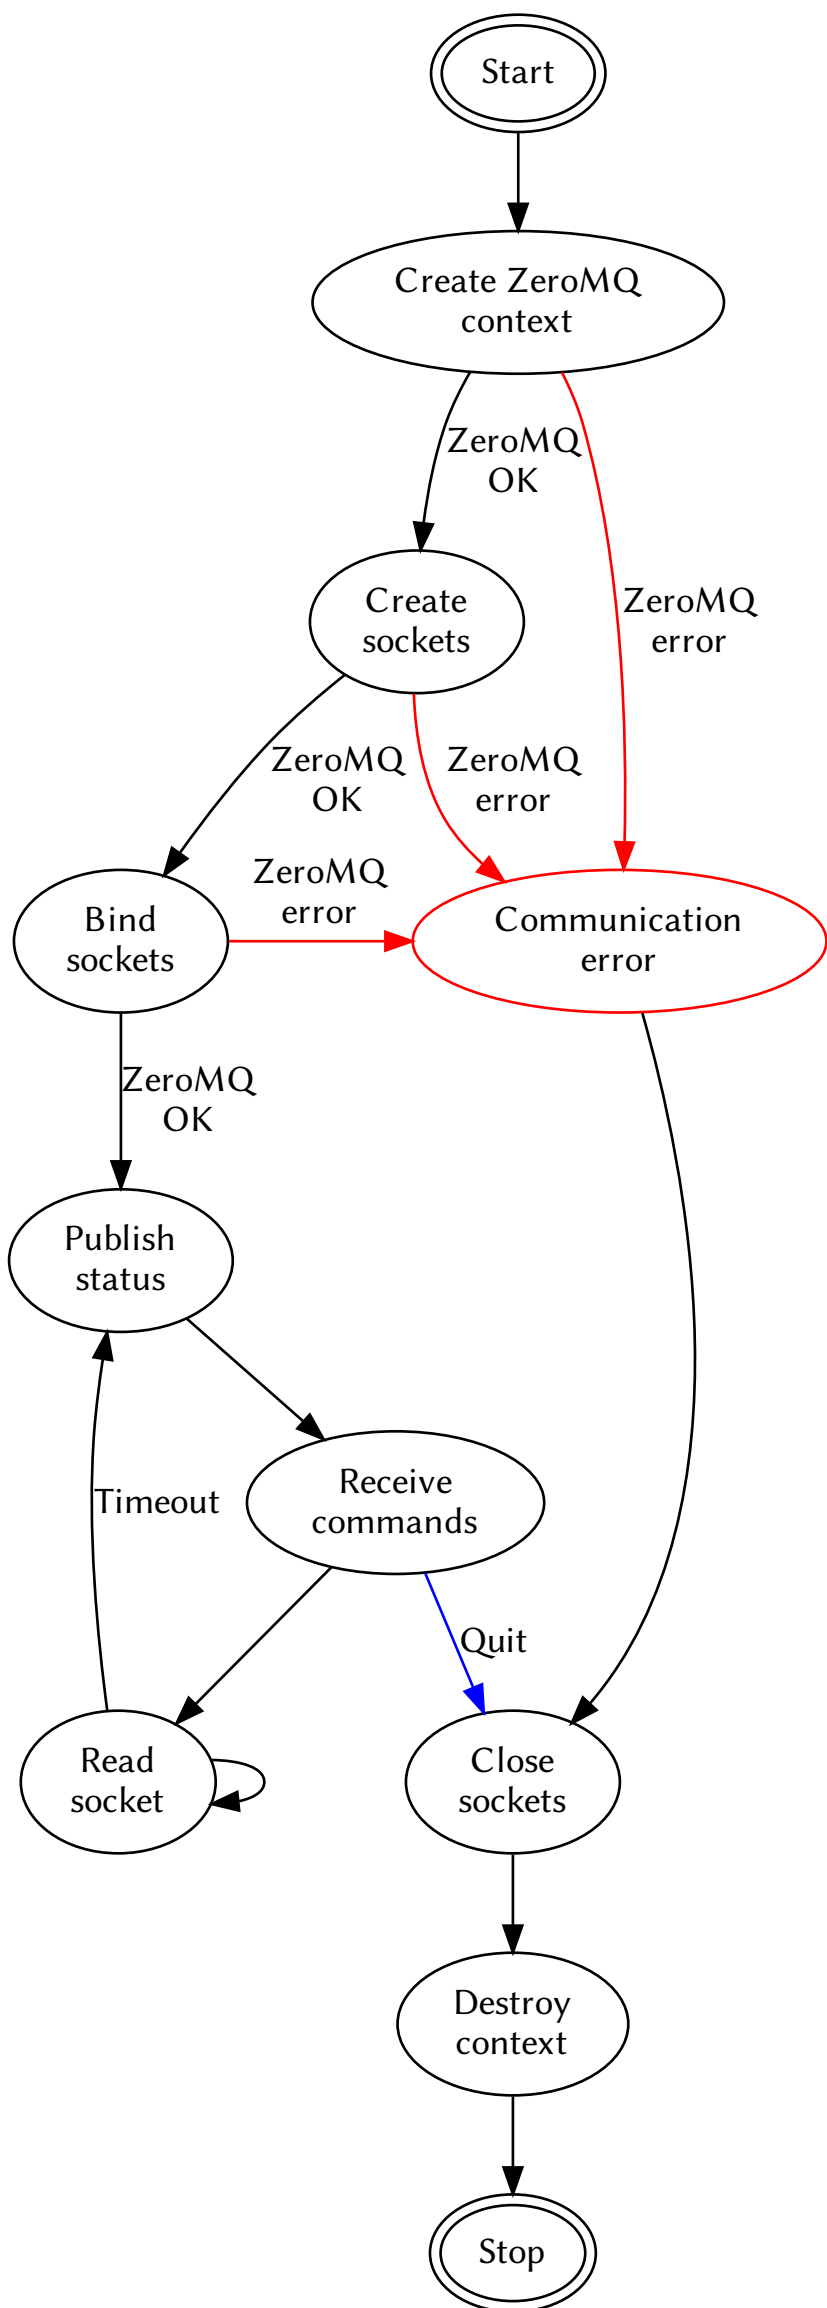 Start
Create ZeroMQ
context
ZeroMQ
OK
ZeroMQ
error
Create
sockets
ZeroMQ
OK
ZeroMQ
error
ZeroMQ
error
Bind
sockets
Communication
error
ZeroMQ
OK
Publish
status
Receive
commands
Timeout
Quit
Read
socket
Close
sockets
Destroy
context
Stop